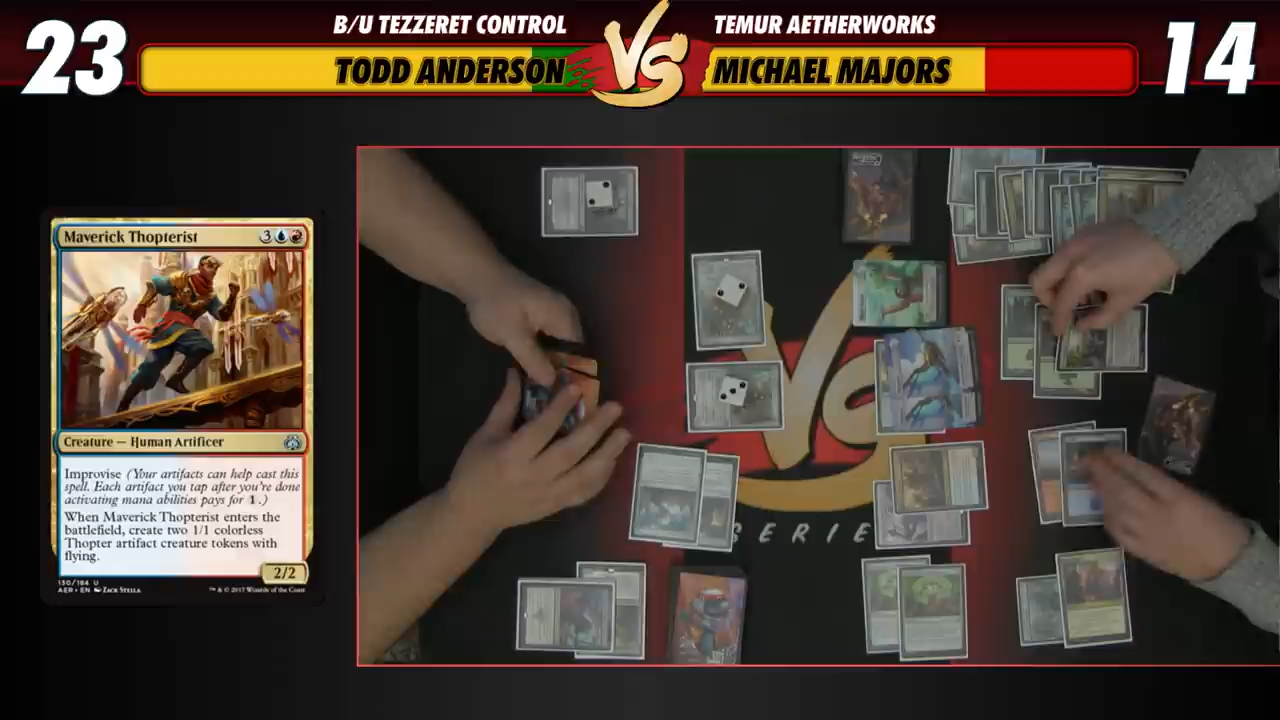 23
B/U TEZZERET CONTROL
TODD ANDERSON
VS
TEMUR AETHERWORKS
MICHAEL MAJORS
14
Maverick Thopterist
3
Creature — Human Artificer
Improvise (Your artifacts can help cast this
spell. Each artifact you tap after you're done
activating mana abilities pays for 1.)
When Maverick Thopterist enters the
battlefield, create two 1/1 colorless
Thopter artifact creature tokens with
flying.
2/2
130/184 U
AER • EN ZACK STELLA
™ & © 2017 Wizards of the Coast
VS
SERIE